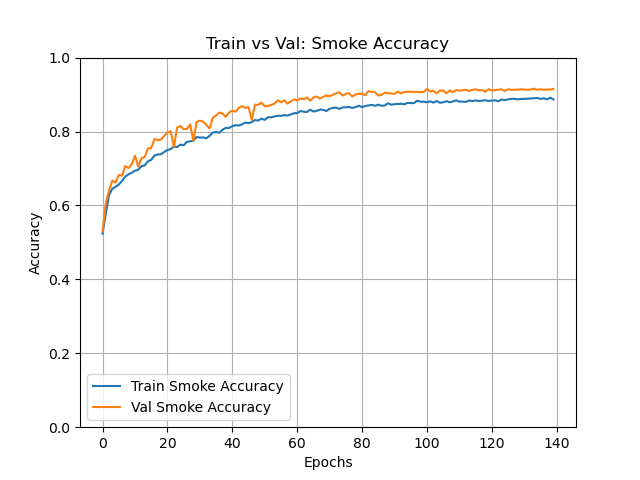 Train vs Val: Smoke Accuracy
1.0
0.8
0.6
0.4
0.2
0.0
Accuracy
Train Smoke Accuracy
Val Smoke Accuracy
0 20 40 60 80 100 120 140
Epochs